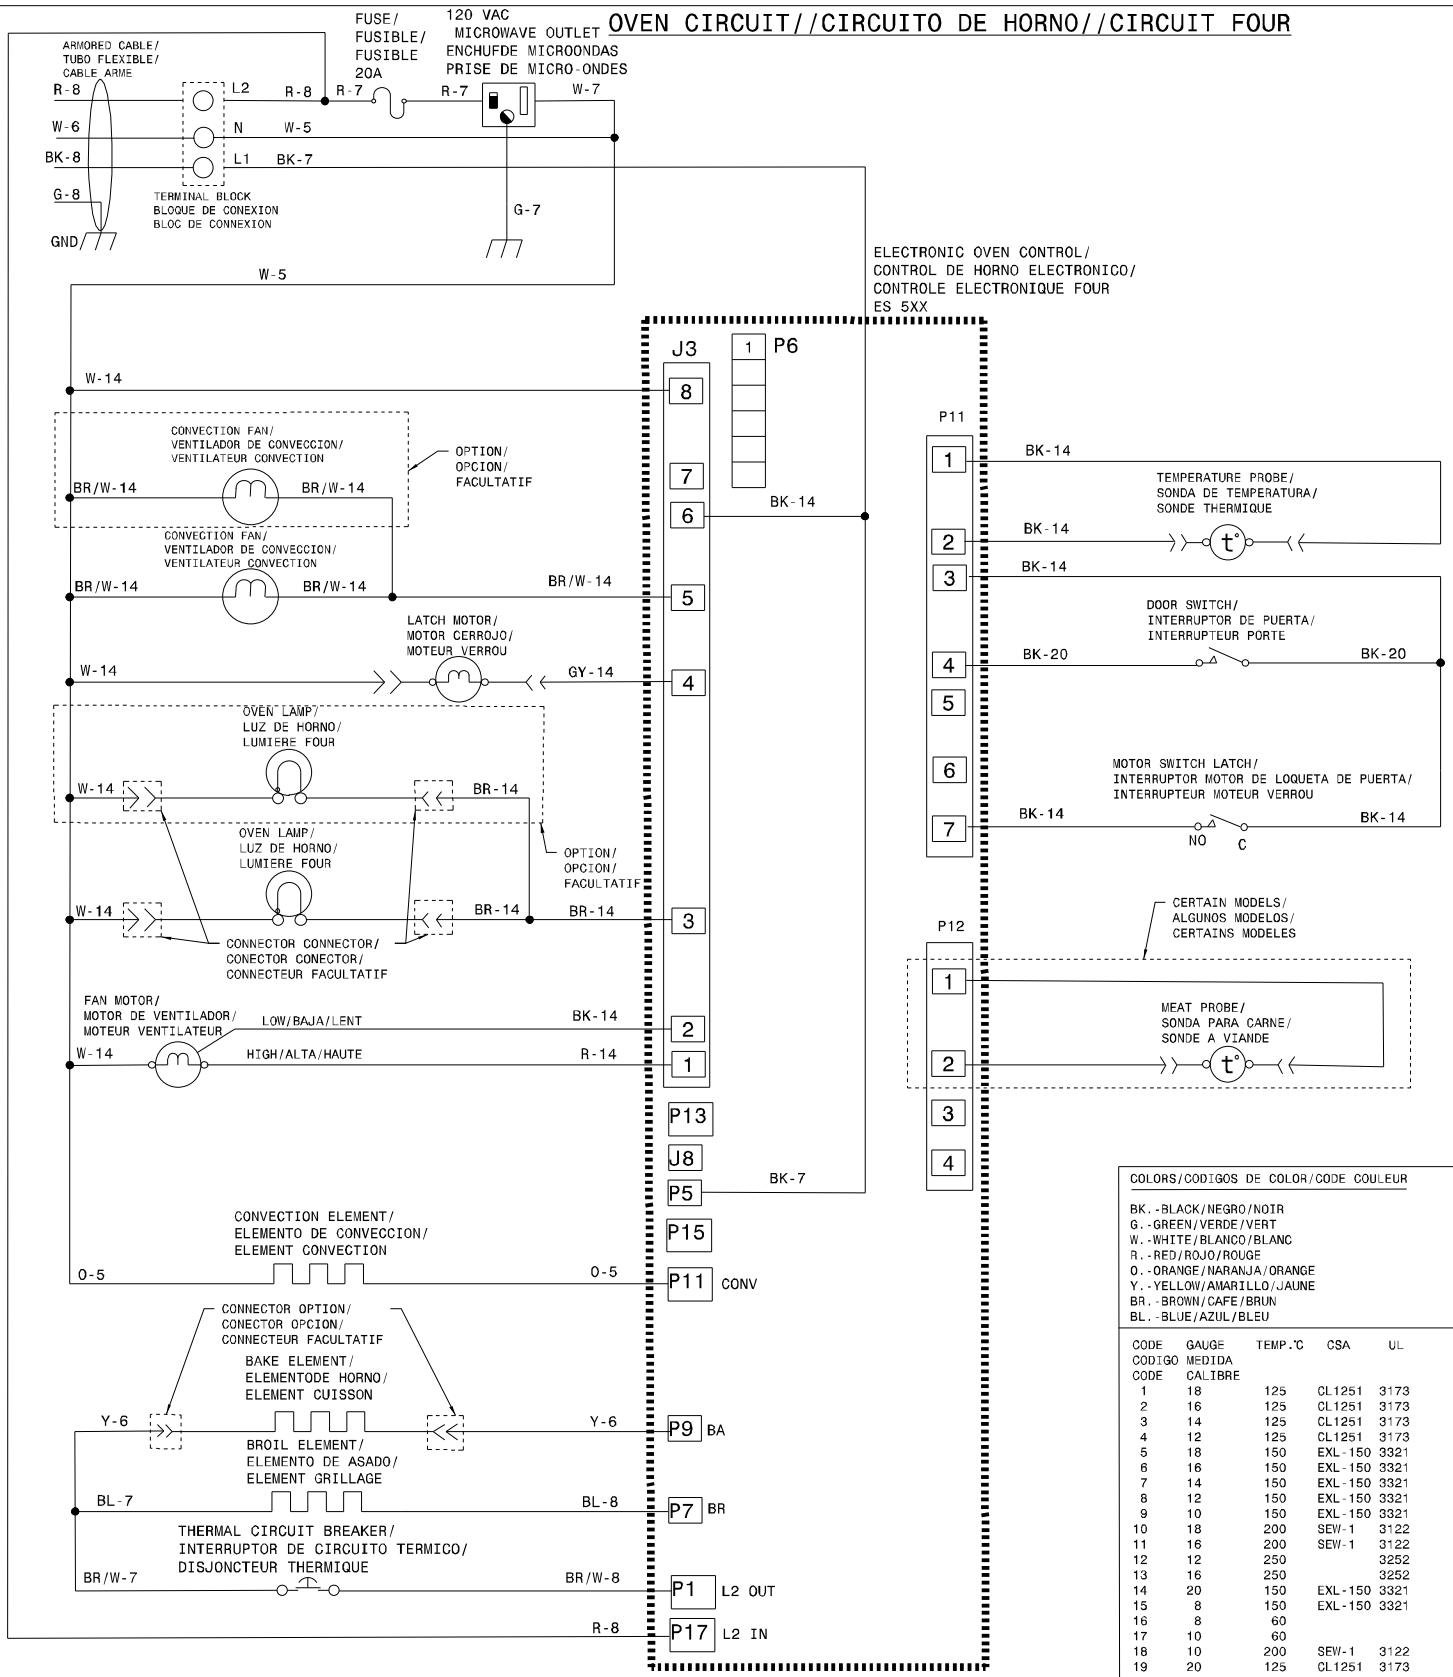 OVEN CIRCUIT//CIRCUITO DE HORNO//CIRCUIT FOUR
FUSE/
FUSIBLE/
FUSIBLE
20A
120 VAC
MICROWAVE OUTLET
ENCHUFDE MICROONDAS
PRISE DE MICRO-ONDES
ARMORED CABLE/
TUBO FLEXIBLE/
CABLE ARME
R-8
L2
R-8
R-7
R-7
W-7
W-6
N
W-5
BK-8
L1
BK-7
G-8
GND
TERMINAL BLOCK
BLOQUE DE CONEXION
BLOC DE CONNEXION
G-7
W-5
ELECTRONIC OVEN CONTROL/
CONTROL DE HORNO ELECTRONICO/
CONTROLE ELECTRONIQUE FOUR
ES 5XX
J3
1
P6
W-14
8
CONVECTION FAN/
VENTILADOR DE CONVECCION/
VENTILATEUR CONVECTION
OPTION/
OPCION/
FACULTATIF
BR/W-14
BR/W-14
7
6
BK-14
CONVECTION FAN/
VENTILADOR DE CONVECCION/
VENTILATEUR CONVECTION
BR/W-14
BR/W-14
BR/W-14
5
LATCH MOTOR/
MOTOR CERROJO/
MOTEUR VERROU
W-14
GY-14
4
OVEN LAMP/
LUZ DE HORNO/
LUMIERE FOUR
W-14
BR-14
OVEN LAMP/
LUZ DE HORNO/
LUMIERE FOUR
OPTION/
OPCION/
FACULTATIF
W-14
BR-14
BR-14
3
CONNECTOR CONNECTOR/
CONECTOR CONECTOR/
CONNECTEUR FACULTATIF
FAN MOTOR/
MOTOR DE VENTILADOR/
MOTEUR VENTILATEUR
LOW/BAJA/LENT
BK-14
2
W-14
HIGH/ALTA/HAUTE
R-14
1
P13
J8
P5
BK-7
P15
CONVECTION ELEMENT/
ELEMENTO DE CONVECCION/
ELEMENT CONVECTION
O-5
O-5
P11
CONV
CONNECTOR OPTION/
CONECTOR OPCION/
CONNECTEUR FACULTATIF
BAKE ELEMENT/
ELEMENTODE HORNO/
ELEMENT CUISSON
Y-6
Y-6
P9
BA
BROIL ELEMENT/
ELEMENTO DE ASADO/
ELEMENT GRILLAGE
BL-7
BL-8
P7
BR
THERMAL CIRCUIT BREAKER/
INTERRUPTOR DE CIRCUITO TERMICO/
DISJONCTEUR THERMIQUE
BR/W-7
BR/W-8
P1
L2 OUT
R-8
P17
L2 IN
P11
1
BK-14
TEMPERATURE PROBE/
SONDA DE TEMPERATURA/
SONDE THERMIQUE
2
BK-14
t°
3
BK-14
DOOR SWITCH/
INTERRUPTOR DE PUERTA/
INTERRUPTEUR PORTE
4
BK-20
BK-20
5
6
MOTOR SWITCH LATCH/
INTERRUPTOR MOTOR DE LOQUETA DE PUERTA/
INTERRUPTEUR MOTEUR VERROU
7
BK-14
NO
C
BK-14
P12
CERTAIN MODELS/
ALGUNOS MODELOS/
CERTAINS MODELES
1
MEAT PROBE/
SONDA PARA CARNE/
SONDE A VIANDE
2
t°
3
4
COLORS/CODIGOS DE COLOR/CODE COULEUR
BK.-BLACK/NEGRO/NOIR
G.-GREEN/VERDE/VERT
W.-WHITE/BLANCO/BLANC
R.-RED/ROJO/ROUGE
O.-ORANGE/NARANJA/ORANGE
Y.-YELLOW/AMARILLO/JAUNE
BR.-BROWN/CAFE/BRUN
BL.-BLUE/AZUL/BLEU
CODE GAUGE TEMP.°C CSA UL
CODIGO MEDIDA
CODE CALIBRE
1 18 125 CL1251 3173
2 16 125 CL1251 3173
3 14 125 CL1251 3173
4 12 125 CL1251 3173
5 18 150 EXL-150 3321
6 16 150 EXL-150 3321
7 14 150 EXL-150 3321
8 12 150 EXL-150 3321
9 10 150 EXL-150 3321
10 18 200 SEW-1 3122
11 16 200 SEW-1 3122
12 12 250 3252
13 16 250 3252
14 20 150 EXL-150 3321
15 8 150 EXL-150 3321
16 8 60
17 10 60
18 10 200 SEW-1 3122
19 20 125 CL1251 3173